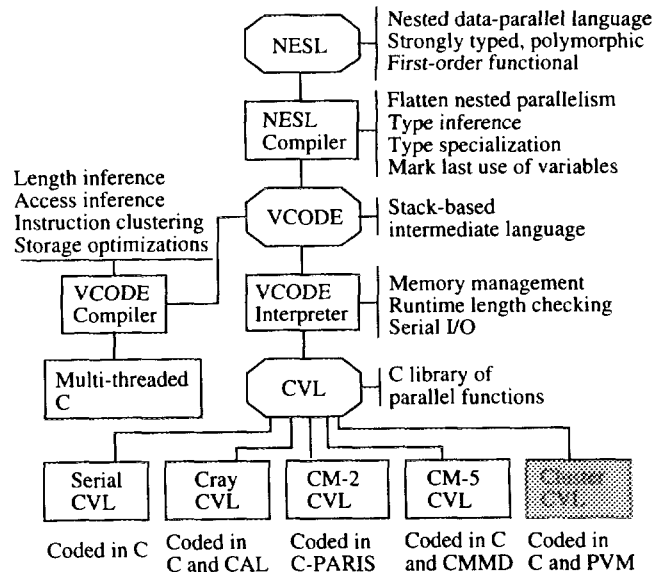 NESL
Nested data-parallel language
Strongly typed, polymorphic
First-order functional
NESL
Compiler
Flatten nested parallelism
Type inference
Type specialization
Mark last use of variables
Length inference
Access inference
Instruction clustering
Storage optimizations
VCODE
Stack-based
intermediate language
VCODE
Compiler
VCODE
Interpreter
Memory management
Runtime length checking
Serial I/O
Multi-threaded
C
CVL
C library of
parallel functions
Serial
CVL
Cray
CVL
CM-2
CVL
CM-5
CVL
Cluster
CVL
Coded in C
Coded in
C and CAL
Coded in
C-PARIS
Coded in C
and CMMD
Coded in
C and PVM